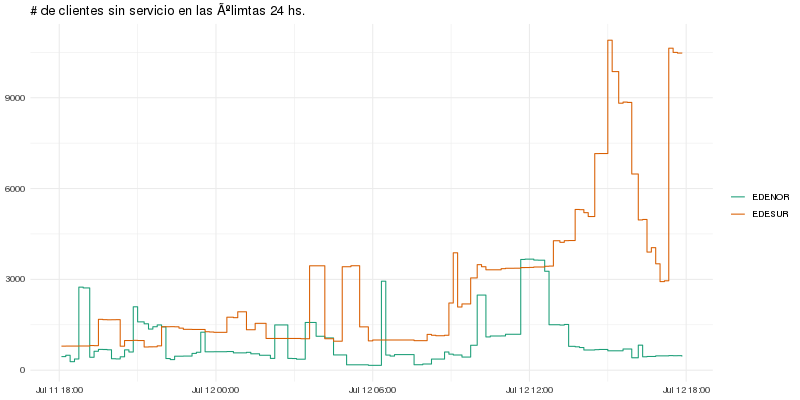 # de clientes sin servicio en las Ãºlimtas 24 hs.
9000
6000
3000
0
Jul 11 18:00
Jul 12 00:00
Jul 12 06:00
Jul 12 12:00
Jul 12 18:00
EDENOR
EDESUR